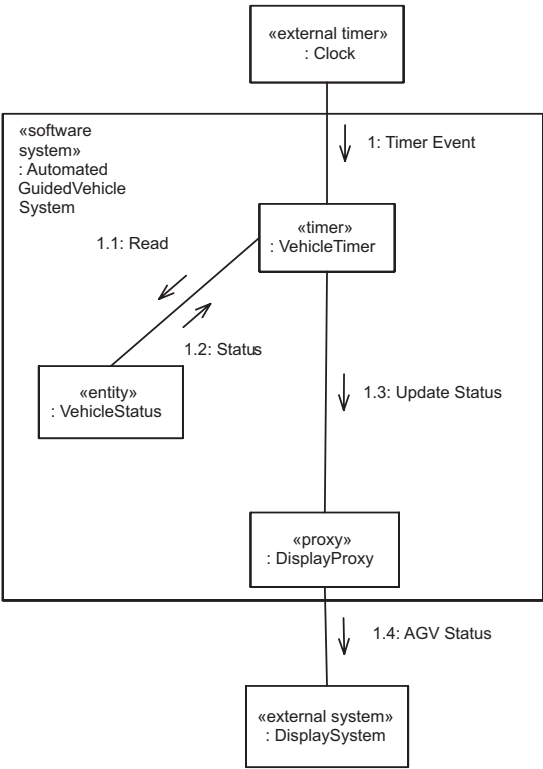 «external timer»
: Clock
«software
system»
: Automated
GuidedVehicle
System
1: Timer Event
«timer»
: VehicleTimer
1.1: Read
1.2: Status
«entity»
: VehicleStatus
1.3: Update Status
«proxy»
: DisplayProxy
1.4: AGV Status
«external system»
: DisplaySystem